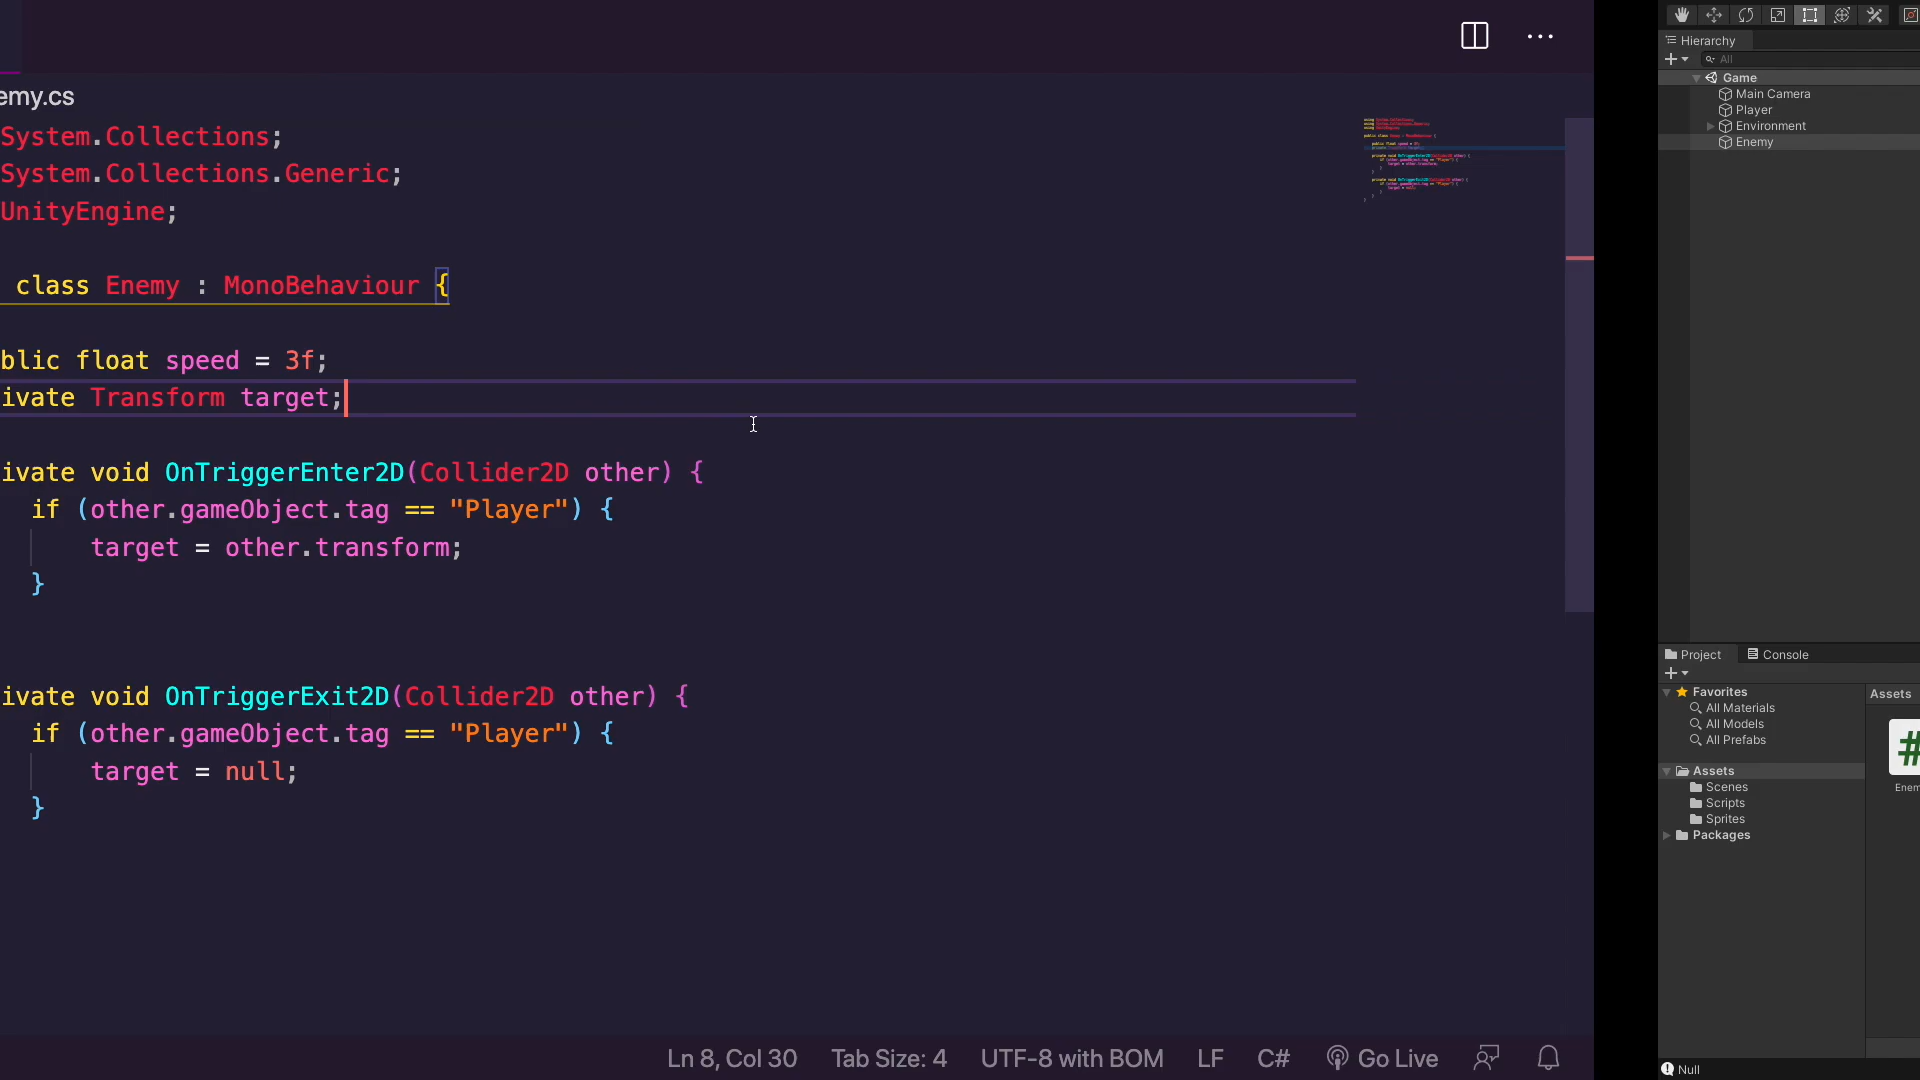 emy.cs
System.Collections;
System.Collections.Generic;
UnityEngine;
class Enemy : MonoBehaviour {
blic float speed = 3f;
ivate Transform target;
ivate void OnTriggerEnter2D(Collider2D other) {
if (other.gameObject.tag == "Player") {
target = other.transform;
}
ivate void OnTriggerExit2D(Collider2D other) {
if (other.gameObject.tag == "Player") {
target = null;
}
Ln 8, Col 30
Tab Size: 4
UTF-8 with BOM
LF
C#
Go Live
Hierarchy
All
Game
Main Camera
Player
Environment
Enemy
Project
Console
Favorites
All Materials
All Models
All Prefabs
Assets
Scenes
Scripts
Sprites
Packages
Assets
#
Enem
Null